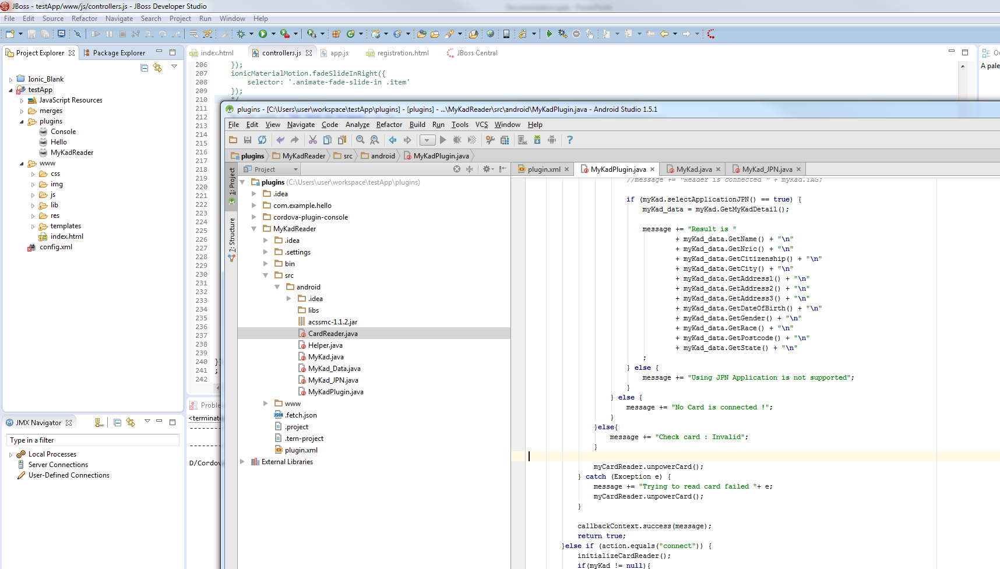 JBoss - testApp/www/js/controllers.js - JBoss Developer Studio
File Edit Source Refactor Navigate Search Project Run Window Help
Project Explorer
Package Explorer
Ionic_Blank
testApp
JavaScript Resources
merges
plugins
Console
Hello
MyKadReader
www
css
img
js
lib
res
templates
index.html
config.xml
JMX Navigator
Type in a filter
Local Processes
Server Connections
User-Defined Connections
index.html
controllers.js
app.js
registration.html
JBoss Central
A pale
206 });
207 ionicMaterialMotion.fadeSlideInRight({
208 selector: '.animate-fade-slide-in .item'
209 });
210 */
211
212
213
214
215
216
217
218
219
220
221
222
223
224
225
226
227
228
229
230
231
232
233
234
235
236
237
238
239
240 })
241 ;
242
Proble
<terminate
----------
----------
D/Cordov
plugins - [C:\Users\user\workspace\testApp\plugins] - [plugins] - ...\MyKadReader\src\android\MyKadPlugin.java - Android Studio 1.5.1
File Edit View Navigate Code Analyze Refactor Build Run Tools VCS Window Help
plugins MyKadReader src android MyKadPlugin.java
1: Project
7: Structure
Project
plugins (C:\Users\user\workspace\testApp\plugins)
.idea
com.example.hello
cordova-plugin-console
MyKadReader
.idea
.settings
bin
src
android
.idea
libs
acssmc-1.1.2.jar
CardReader.java
Helper.java
MyKad.java
MyKad_Data.java
MyKad_JPN.java
MyKadPlugin.java
www
.fetch.json
.project
.tern-project
plugin.xml
External Libraries
plugin.xml
MyKadPlugin.java
MyKad.java
MyKad_JPN.java
//message += "Reader is connected " + myKad.TAG;
if (myKad.selectApplicationJPN() == true) {
myKad_data = myKad.GetMyKadDetail();
message += "Result is "
+ myKad_data.GetName() + "\n"
+ myKad_data.GetNric() + "\n"
+ myKad_data.GetCitizenship() + "\n"
+ myKad_data.GetCity() + "\n"
+ myKad_data.GetAddress1() + "\n"
+ myKad_data.GetAddress2() + "\n"
+ myKad_data.GetAddress3() + "\n"
+ myKad_data.GetDateOfBirth() + "\n"
+ myKad_data.GetGender() + "\n"
+ myKad_data.GetRace() + "\n"
+ myKad_data.GetPostcode() + "\n"
+ myKad_data.GetState() + "\n"
;
} else {
message += "Using JPN Application is not supported";
}
} else {
message += "No Card is connected !";
}
}else{
message += "Check card : Invalid";
}
myCardReader.unpowerCard();
} catch (Exception e) {
message += "Trying to read card failed "+ e;
myCardReader.unpowerCard();
}
callbackContext.success(message);
return true;
}else if (action.equals("connect")) {
initializeCardReader();
if(myKad != null){